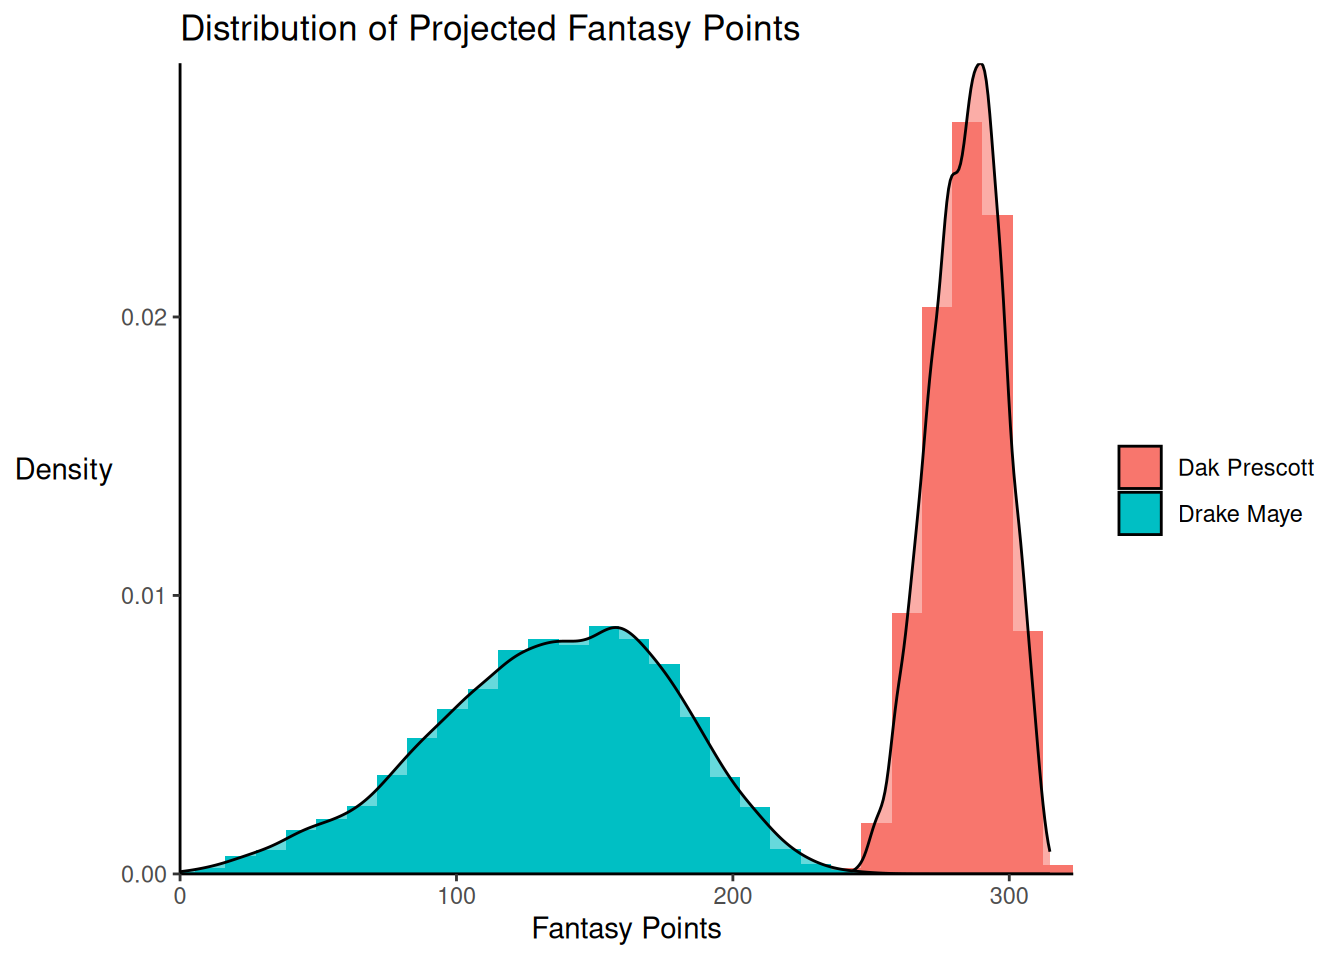 Distribution of Projected Fantasy Points
0.02
Density
0.01
0.00
0 100 200 300
Fantasy Points
Dak Prescott
Drake Maye